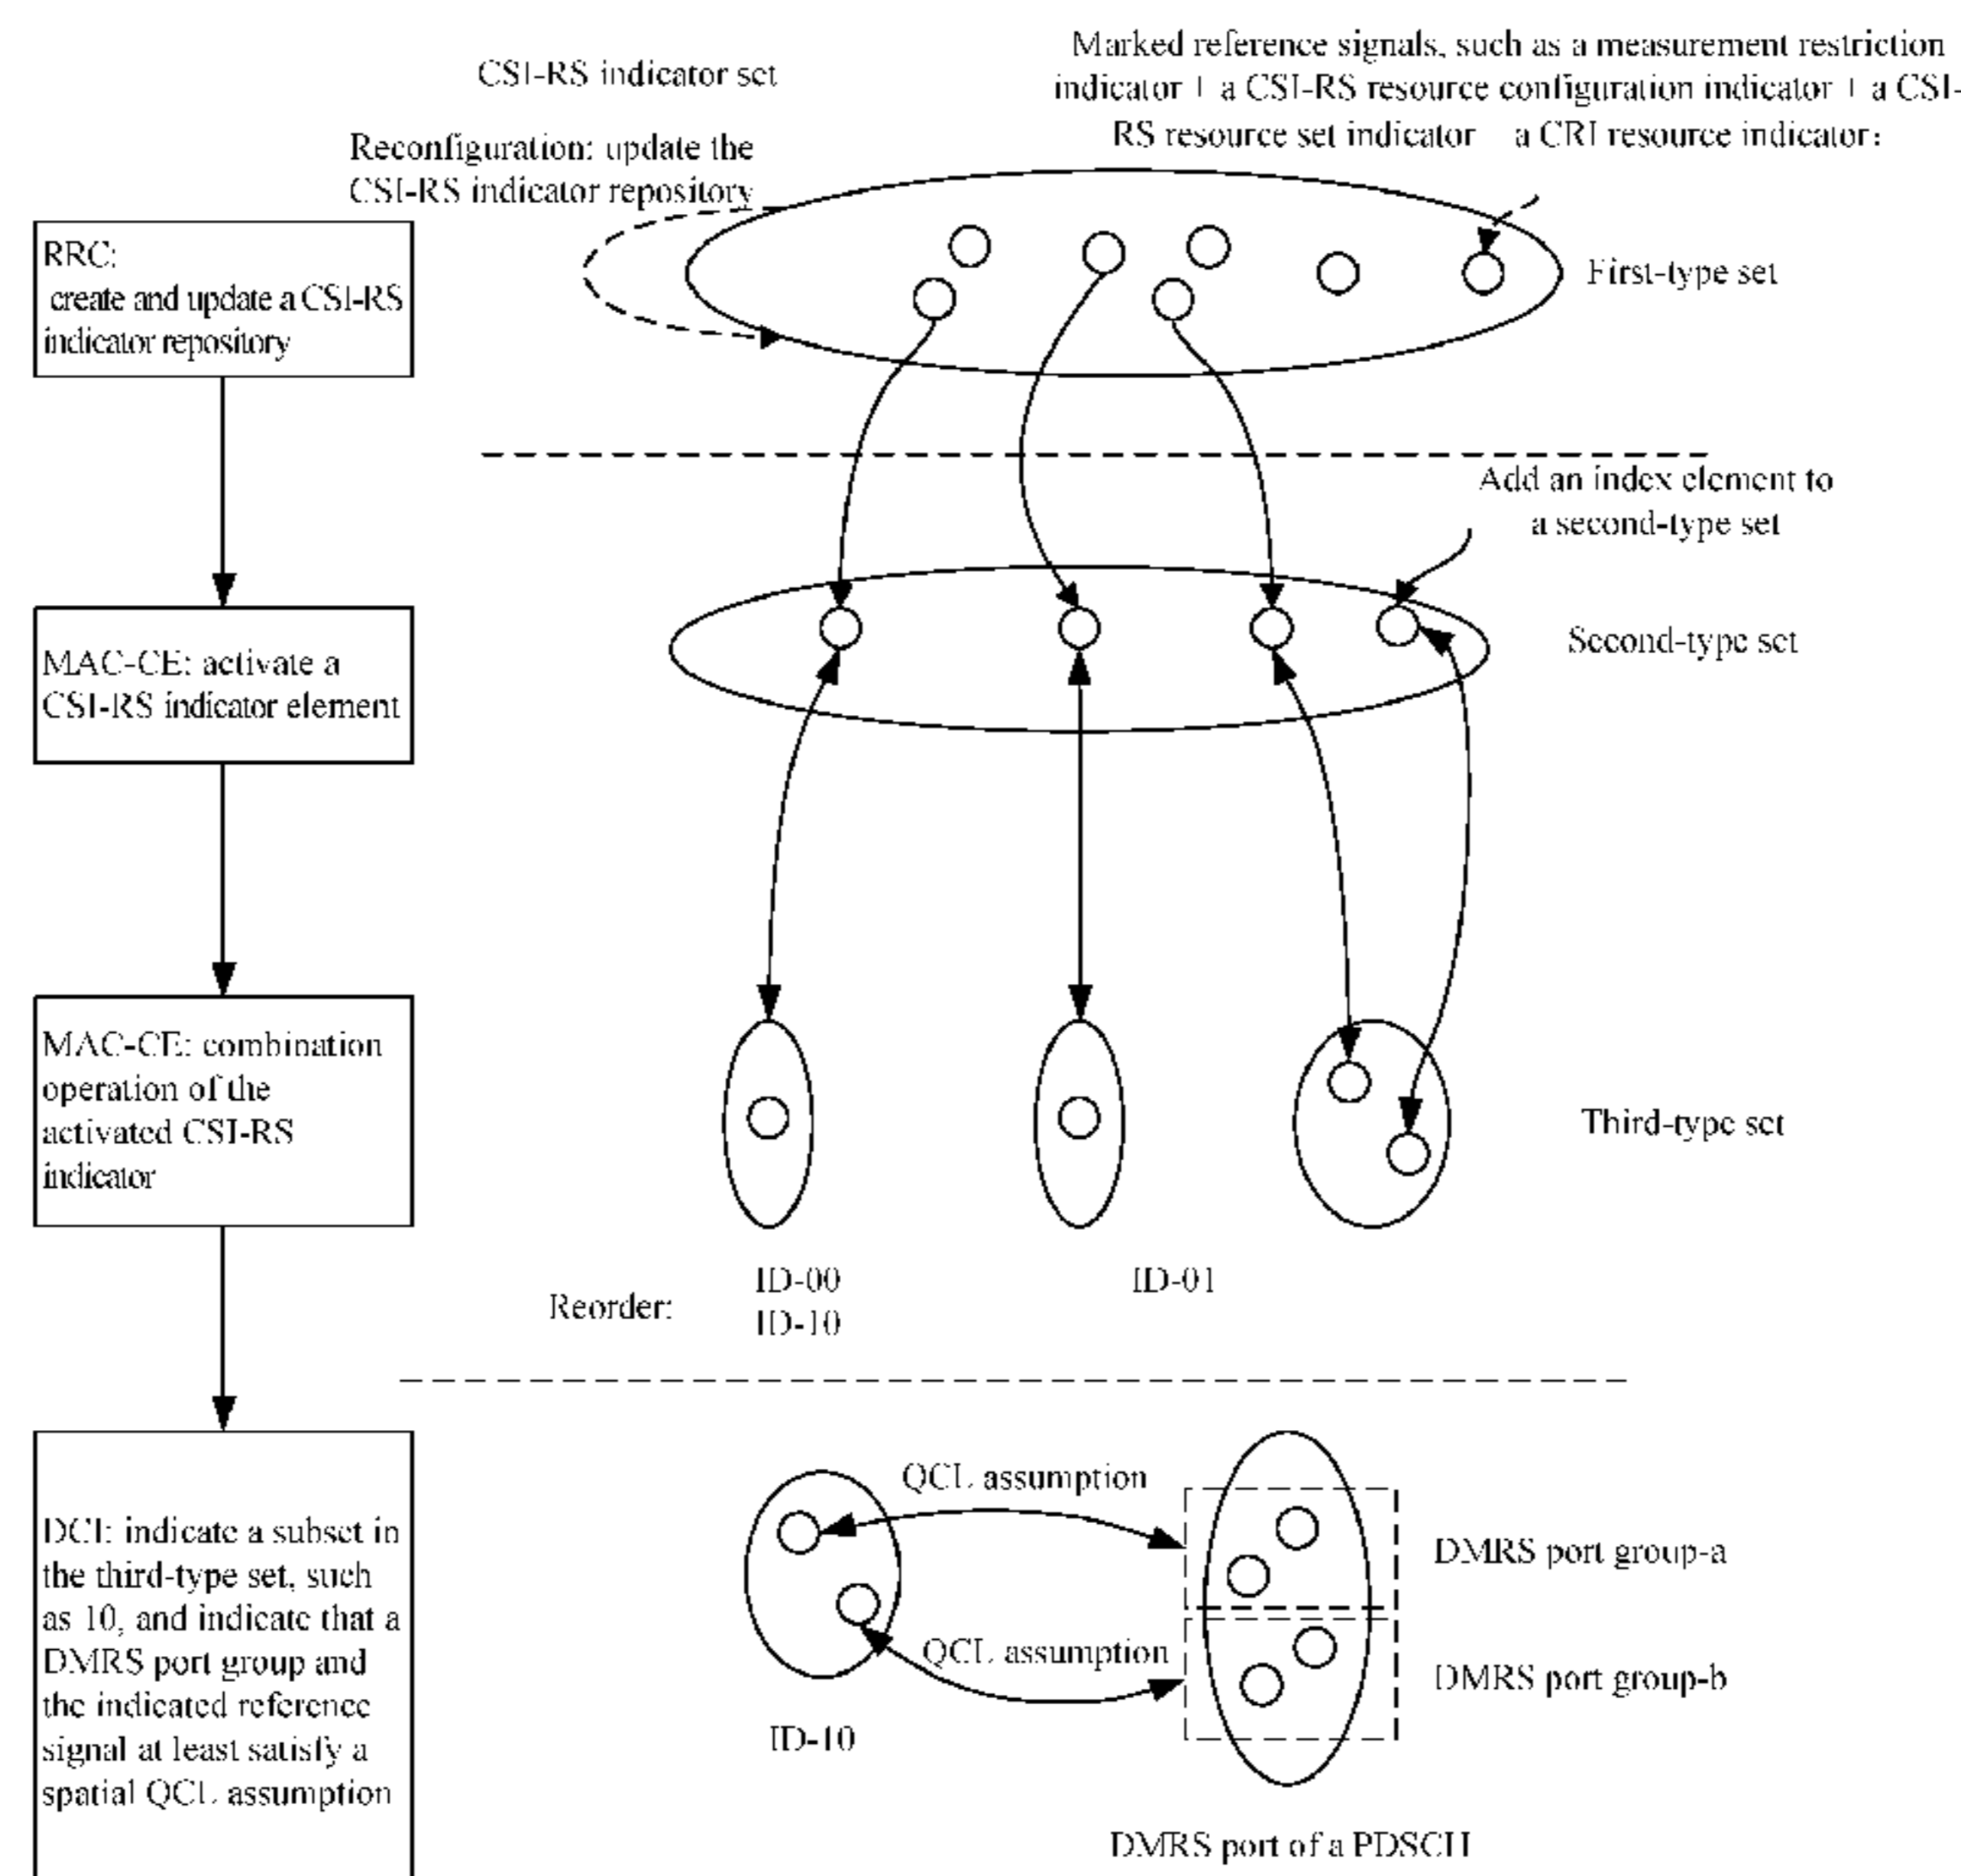 CSI-RS indicator set
Marked reference signals, such as a measurement restriction
indicator + a CSI-RS resource configuration indicator + a CSI-
RS resource set indicator a CRI resource indicator:
Reconfiguration: update the
CSI-RS indicator repository
RRC:
create and update a CSI-RS
indicator repository
First-type set
Add an index element to
a second-type set
MAC-CE: activate a
CSI-RS indicator element
Second-type set
MAC-CE: combination
operation of the
activated CSI-RS
indicator
Third-type set
ID-00
ID-01
Reorder:
ID-10
DCI: indicate a subset in
the third-type set, such
as 10, and indicate that a
DMRS port group and
the indicated reference
signal at least satisfy a
spatial QCL assumption
QCL assumption
DMRS port group-a
QCL assumption
DMRS port group-b
ID-10
DMRS port of a PDSCH